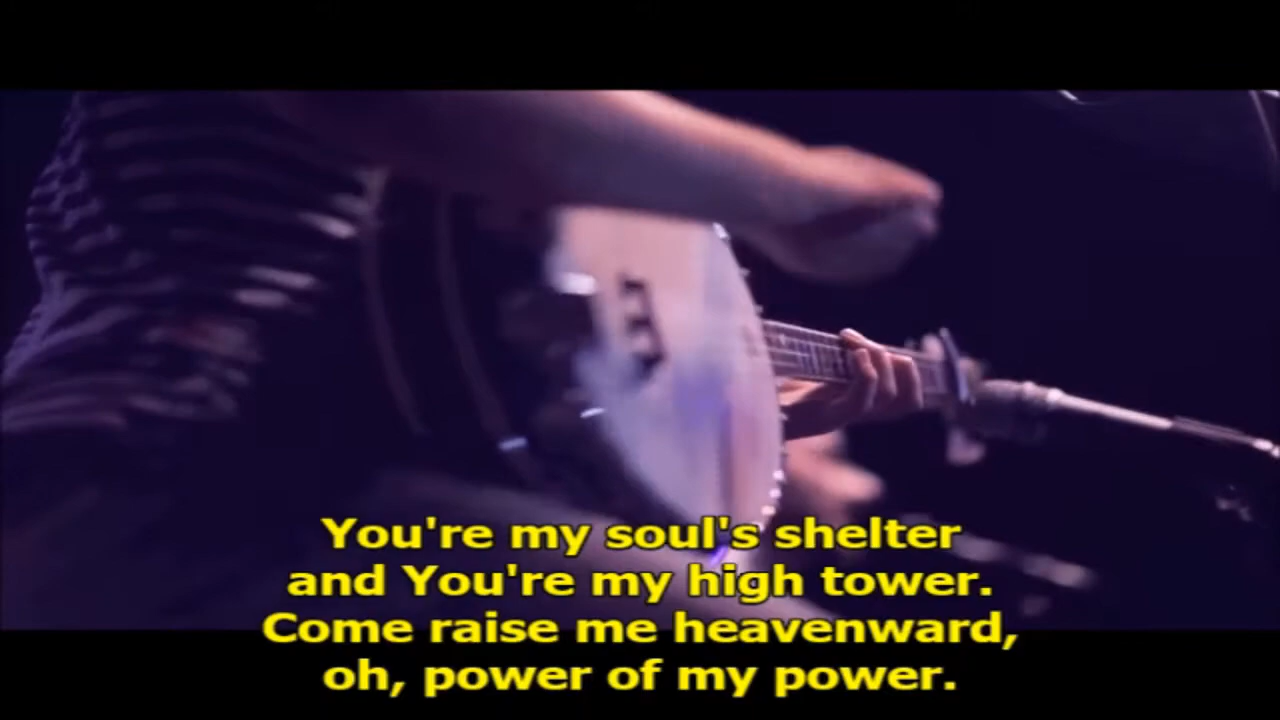 You're my soul's shelter
and You're my high tower.
Come raise me heavenward,
oh, power of my power.